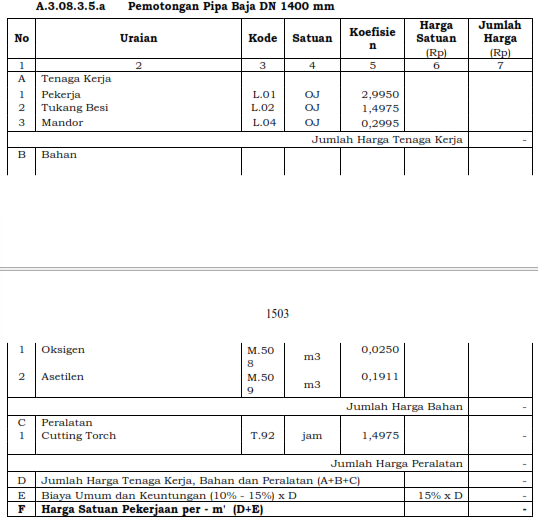 A.3.08.3.5.a Pemotongan Pipa Baja DN 1400 mm
No Uraian Kode Satuan Koefisie n Harga Satuan (Rp) Jumlah Harga (Rp)
1 2 3 4 5 6 7
A Tenaga Kerja
1 Pekerja L.01 OJ 2,9950
2 Tukang Besi L.02 OJ 1,4975
3 Mandor L.04 OJ 0,2995
Jumlah Harga Tenaga Kerja -
B Bahan
1503
1 Oksigen M.50 8 m3 0,0250
2 Asetilen M.50 9 m3 0,1911
Jumlah Harga Bahan -
C Peralatan
1 Cutting Torch T.92 jam 1,4975 -
Jumlah Harga Peralatan -
D Jumlah Harga Tenaga Kerja, Bahan dan Peralatan (A+B+C) -
E Biaya Umum dan Keuntungan (10% - 15%) x D 15% x D -
F Harga Satuan Pekerjaan per - m' (D+E) -